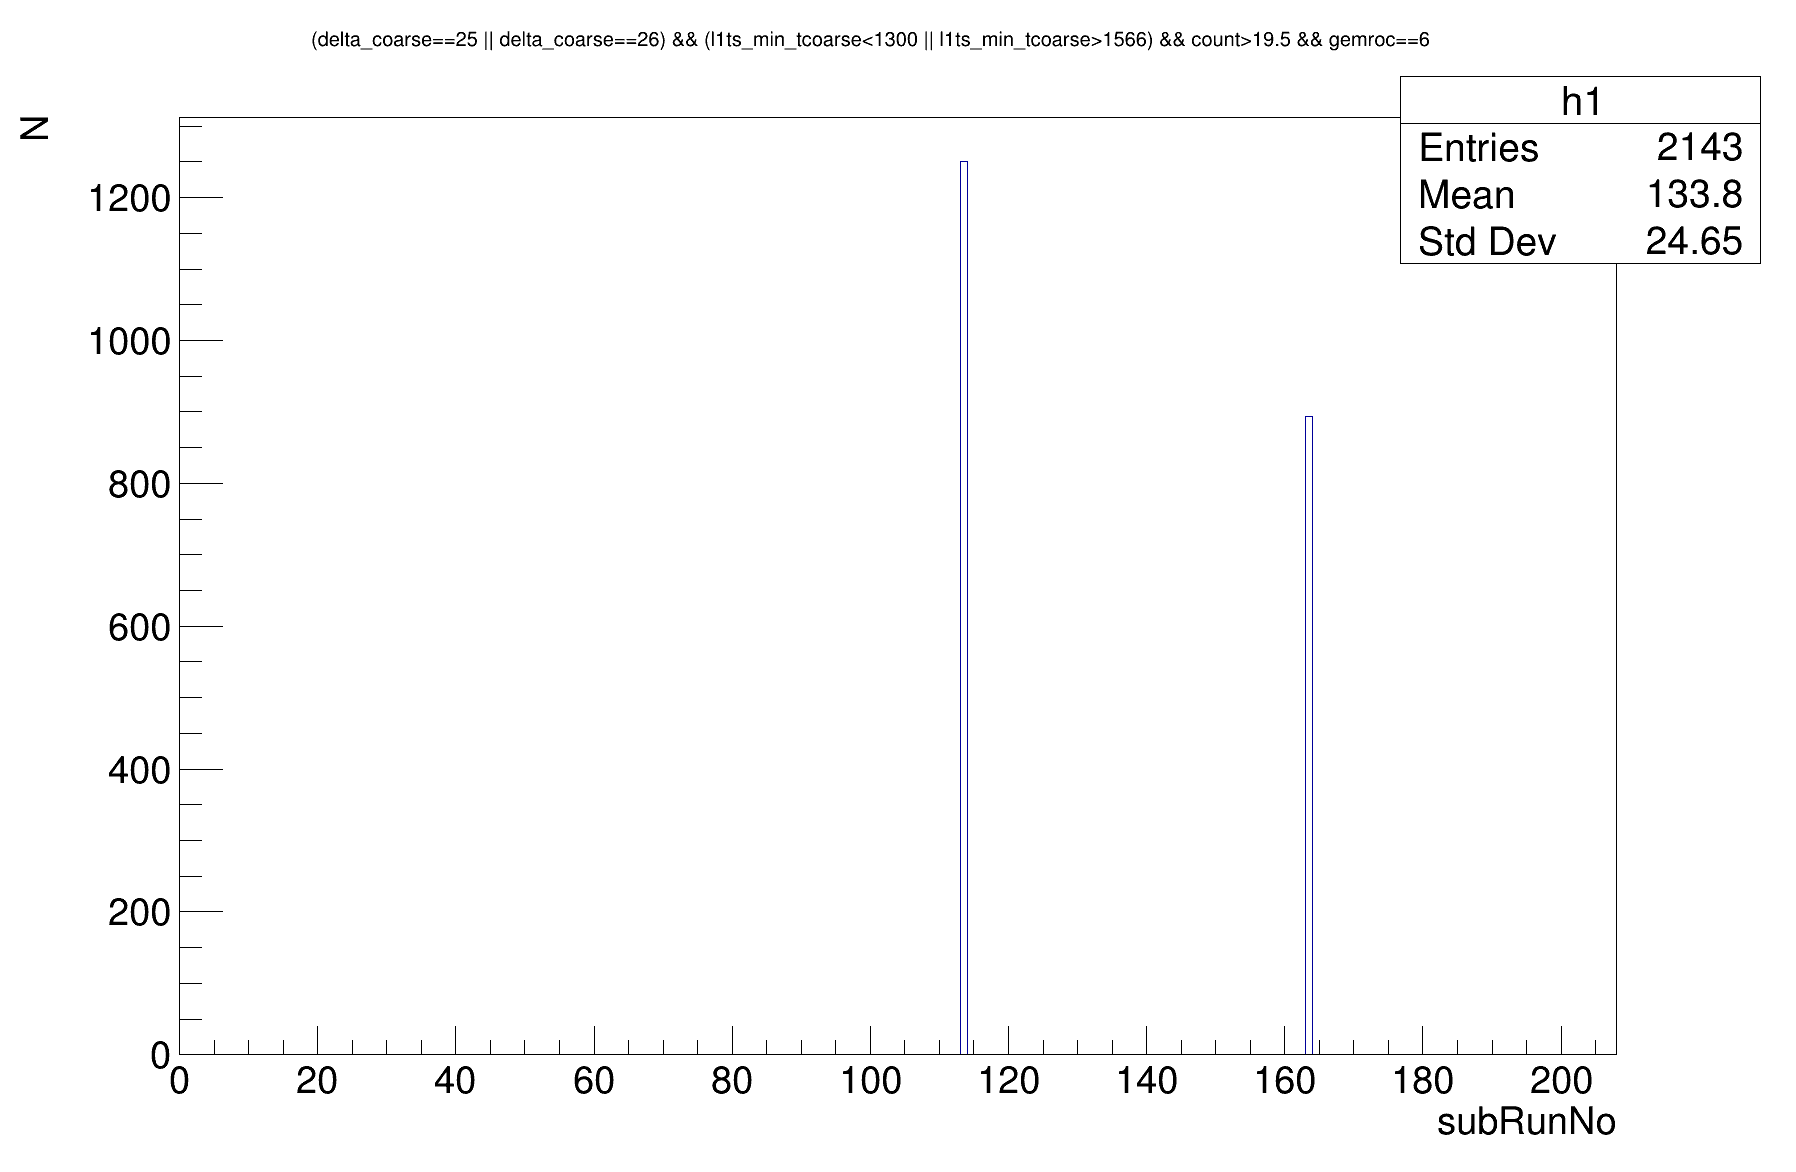 (delta_coarse==25 || delta_coarse==26) && (l1ts_min_tcoarse<1300 || l1ts_min_tcoarse>1566) && count>19.5 && gemroc==6
h1
Entries 2143
Mean 133.8
Std Dev 24.65
N
1200
1000
800
600
400
200
0
0 20 40 60 80 100 120 140 160 180 200
subRunNo